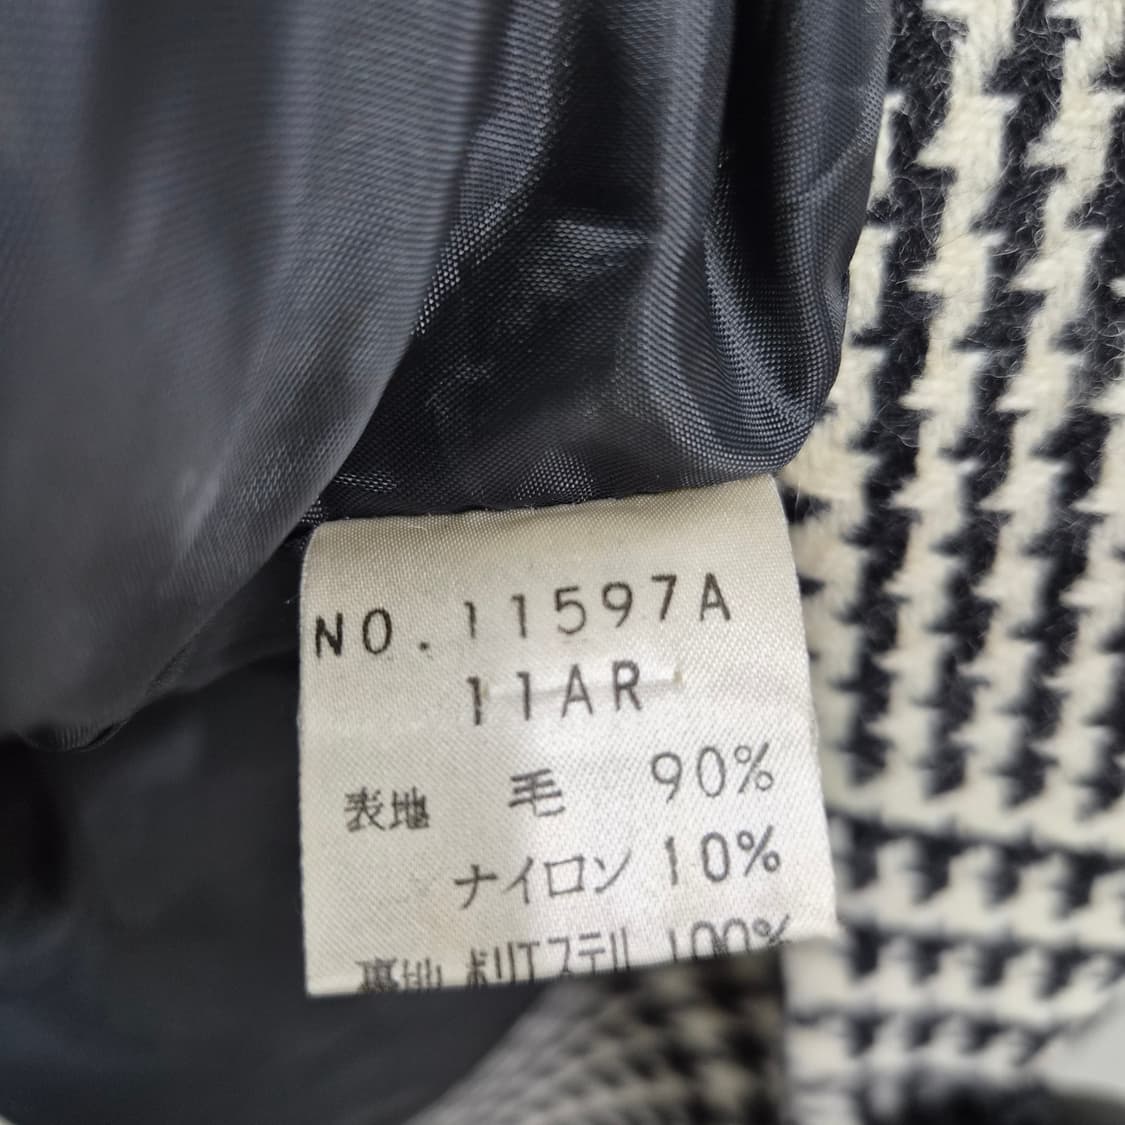 NO.11597A
11AR
表地 毛 90%
ナイロン 10%
裏地 ポリエステル 100%